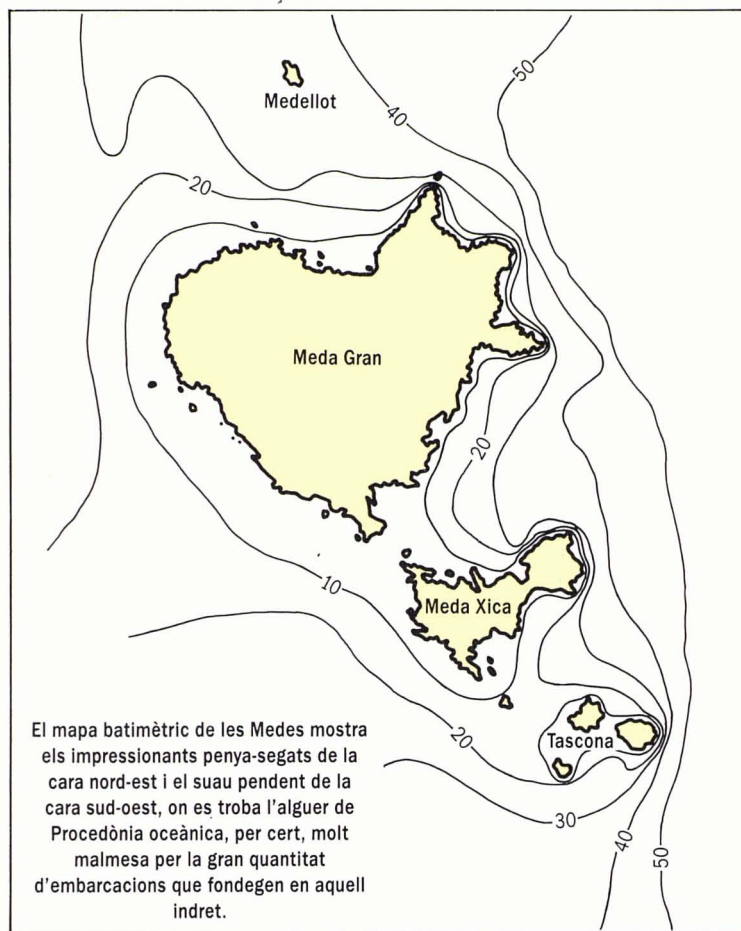 50
40
Medellot
20
Meda Gran
20
10
Meda Xica
Tascona
20
30
40
50
El mapa batimètric de les Medes mostra
els impressionants penya-segats de la
cara nord-est i el suau pendent de la
cara sud-oest, on es troba l'alguer de
Procedònia oceànica, per cert, molt
malmesa per la gran quantitat
d'embarcacions que fondegen en aquell
indret.